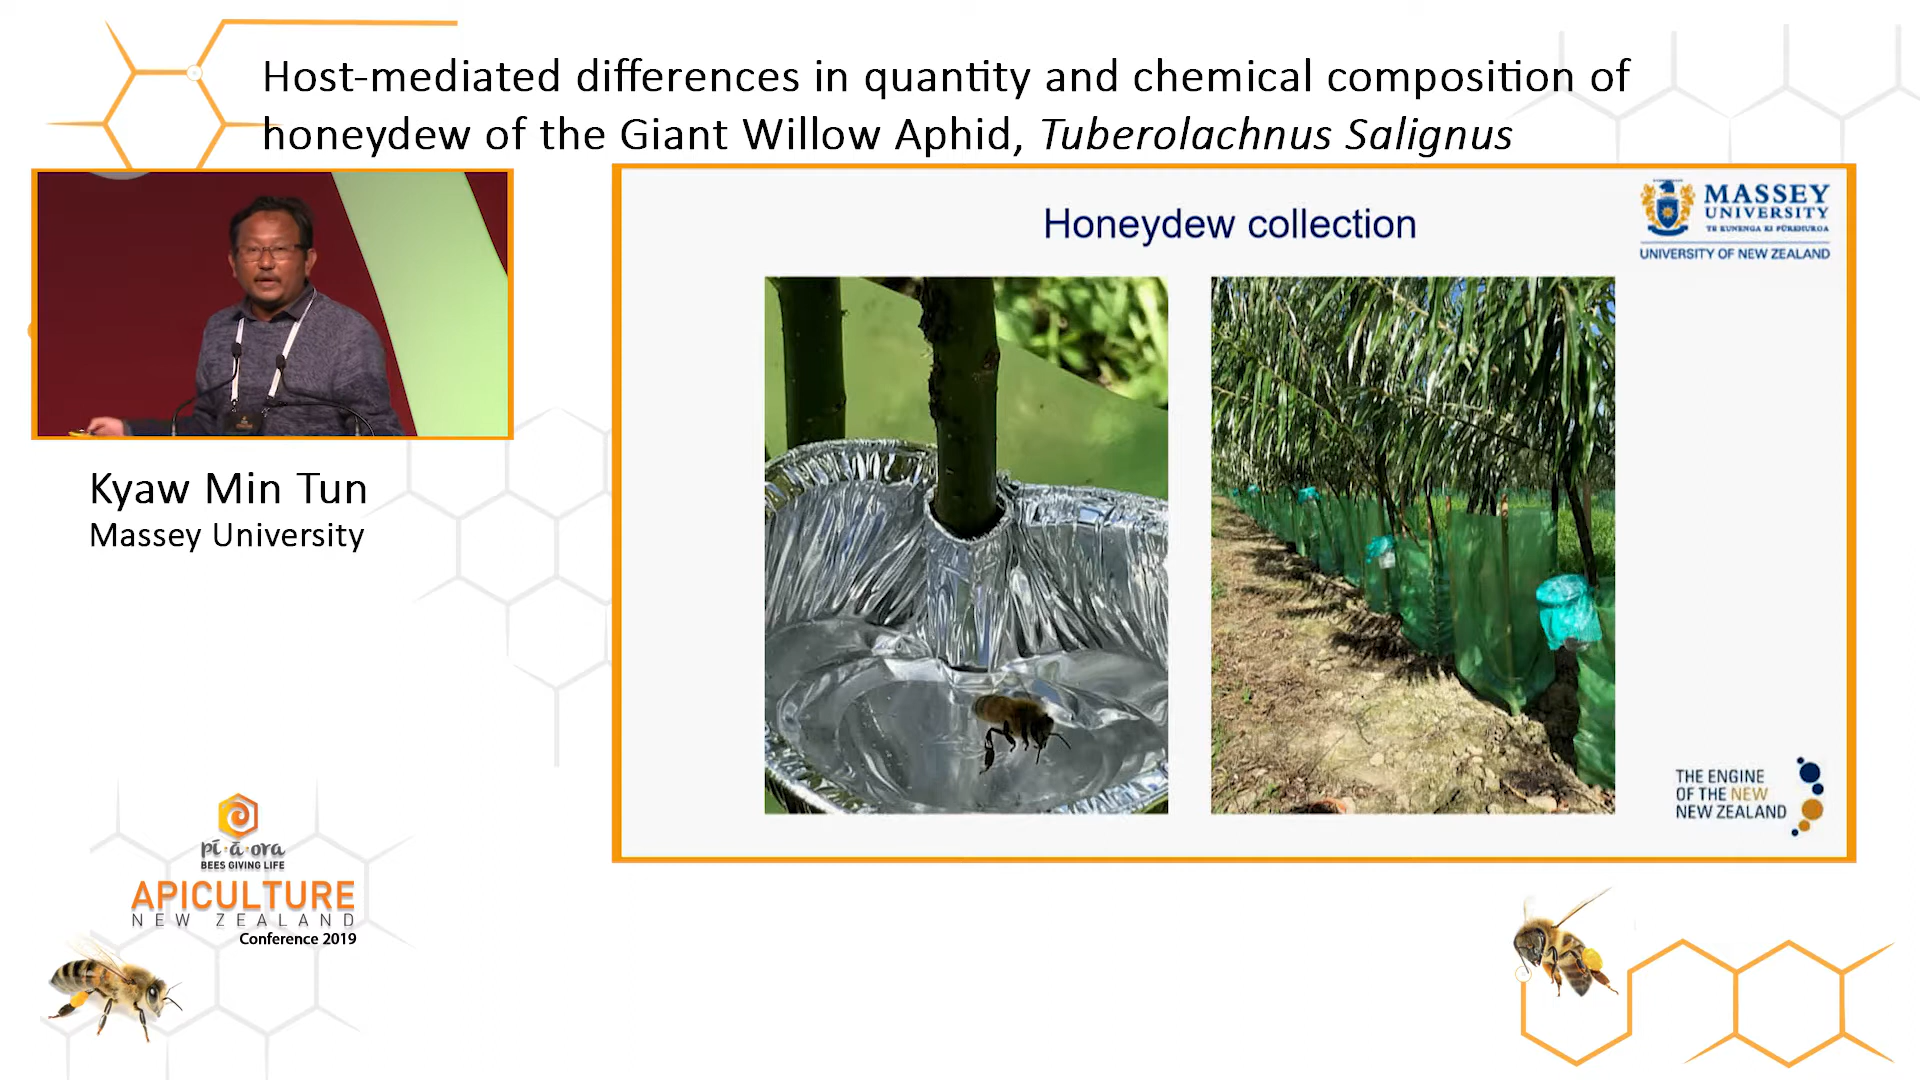 Host-mediated differences in quantity and chemical composition of
honeydew of the Giant Willow Aphid, Tuberolachnus Salignus
Honeydew collection
MASSEY
UNIVERSITY
TE KUNENGA KI PŪREHUROA
UNIVERSITY OF NEW ZEALAND
Kyaw Min Tun
Massey University
THE ENGINE
OF THE NEW
NEW ZEALAND
pī·ā·ora
BEES GIVING LIFE
APICULTURE
NEW ZEALAND
Conference 2019